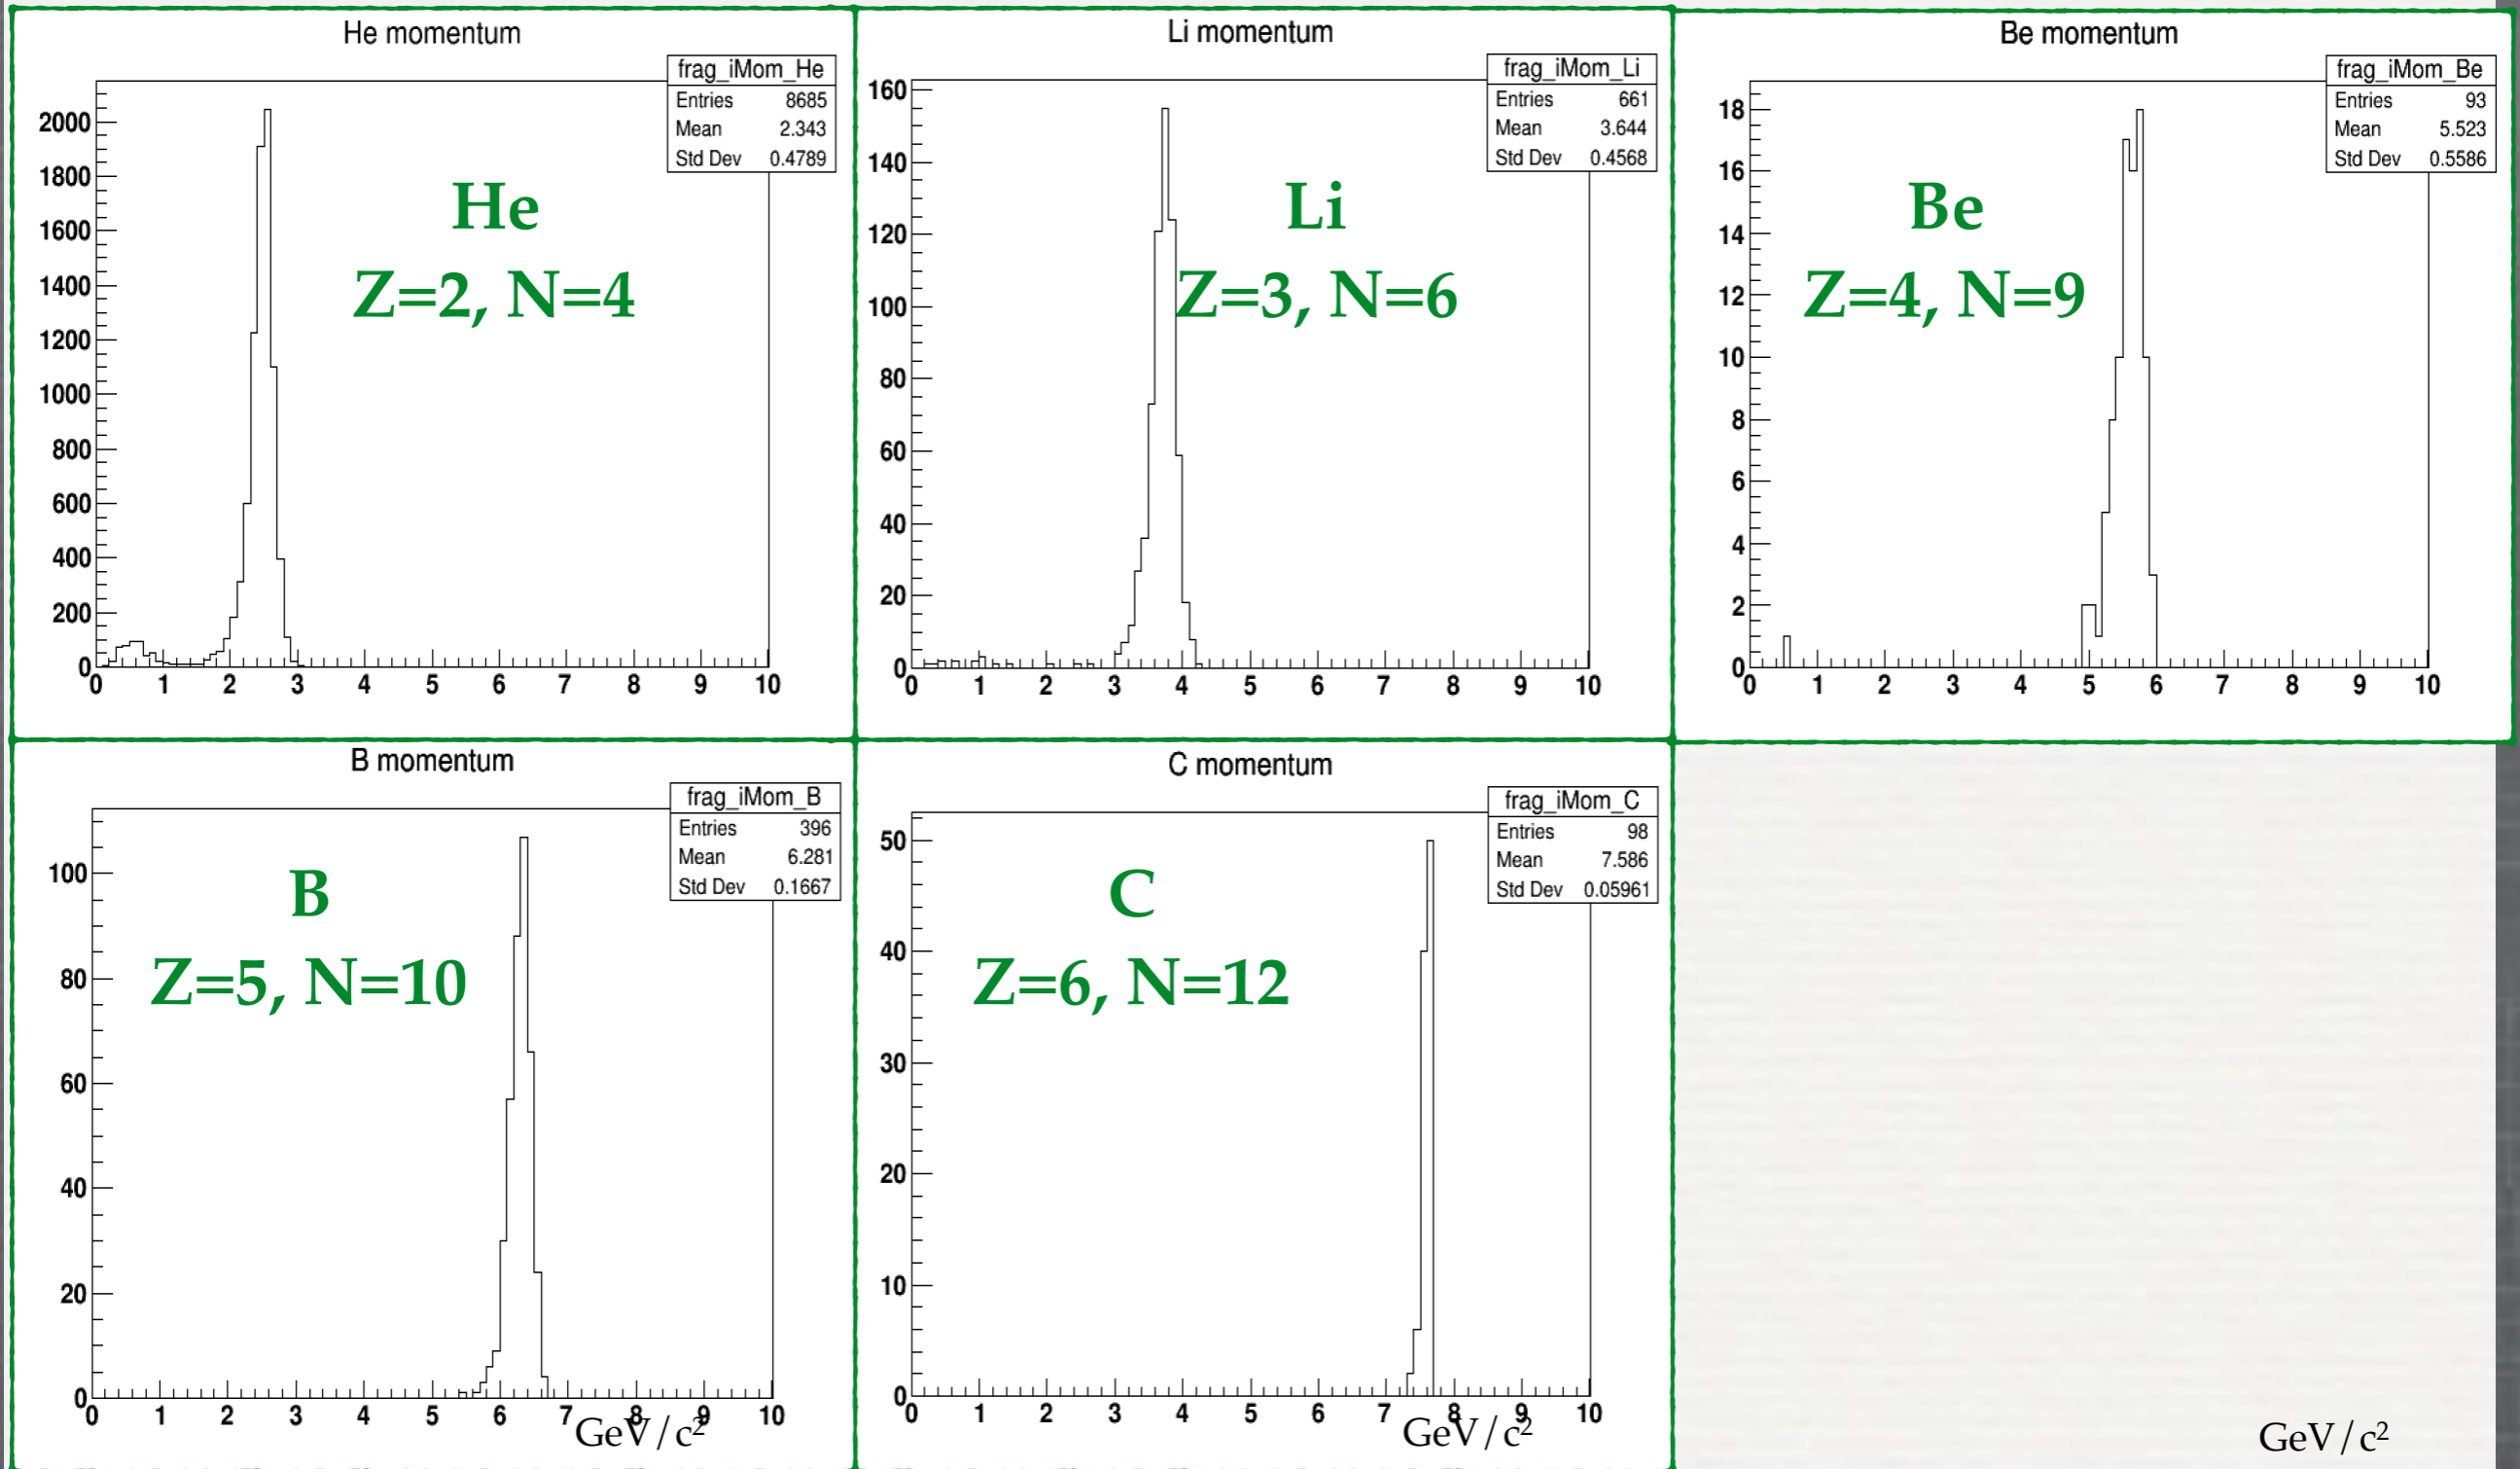 He momentum
frag_iMom_He
Entries 8685
Mean 2.343
Std Dev 0.4789
2000
1800
1600
1400
1200
1000
800
600
400
200
0
He
Z=2, N=4
0 1 2 3 4 5 6 7 8 9 10
Li momentum
frag_iMom_Li
Entries 661
Mean 3.644
Std Dev 0.4568
160
140
120
100
80
60
40
20
0
Li
Z=3, N=6
0 1 2 3 4 5 6 7 8 9 10
Be momentum
frag_iMom_Be
Entries 93
Mean 5.523
Std Dev 0.5586
18
16
14
12
10
8
6
4
2
0
Be
Z=4, N=9
0 1 2 3 4 5 6 7 8 9 10
B momentum
frag_iMom_B
Entries 396
Mean 6.281
Std Dev 0.1667
100
80
60
40
20
0
B
Z=5, N=10
0 1 2 3 4 5 6 7 8 9 10
GeV/c²
C momentum
frag_iMom_C
Entries 98
Mean 7.586
Std Dev 0.05961
50
40
30
20
10
0
C
Z=6, N=12
0 1 2 3 4 5 6 7 8 9 10
GeV/c²
GeV/c²